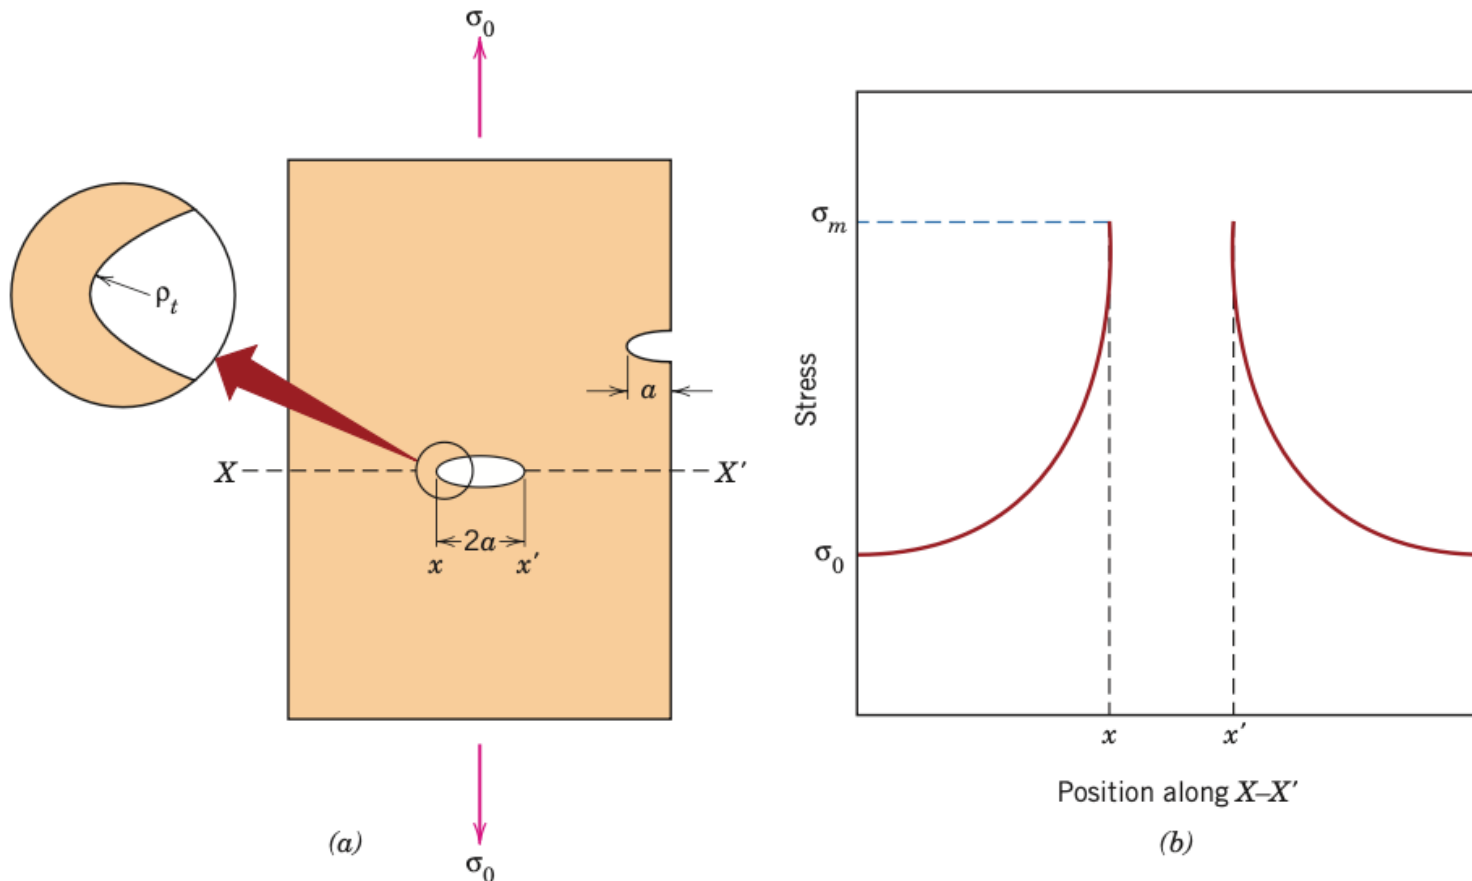 σ₀
ρₜ
a
X
X′
2a
x
x′
σ₀
(a)
σₘ
Stress
σ₀
x
x′
Position along X–X′
(b)